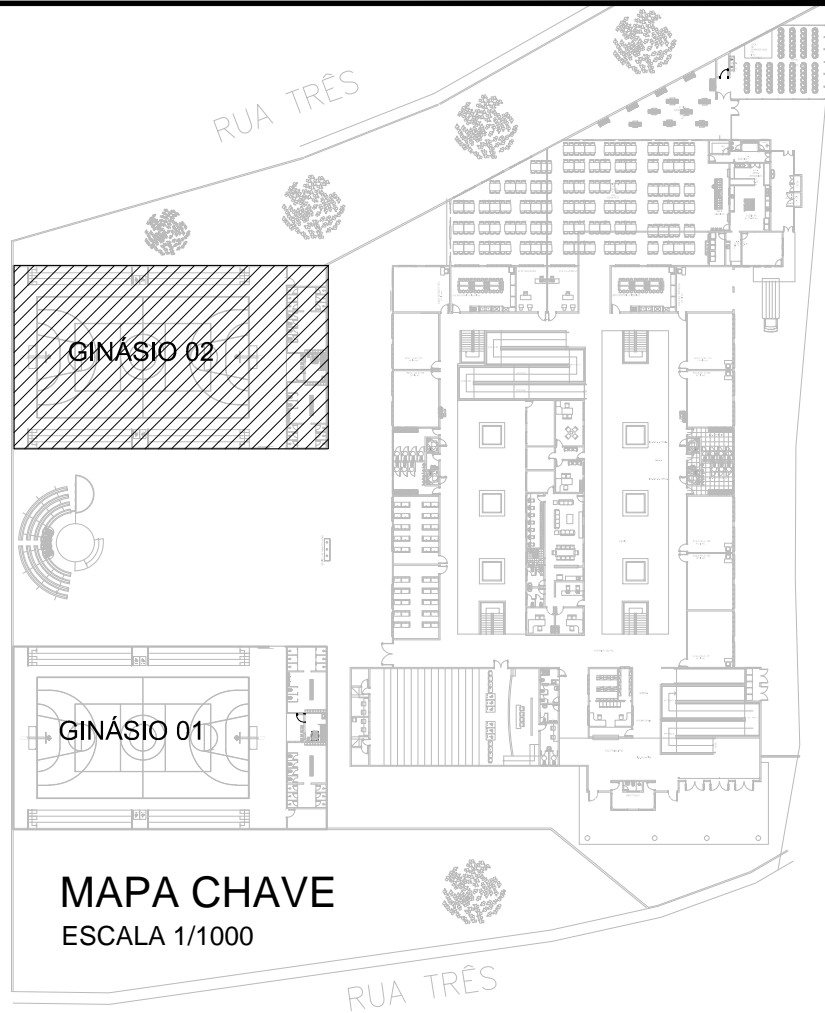 RUA TRÊS
GINÁSIO 02
GINÁSIO 01
MAPA CHAVE
ESCALA 1/1000
RUA TRÊS